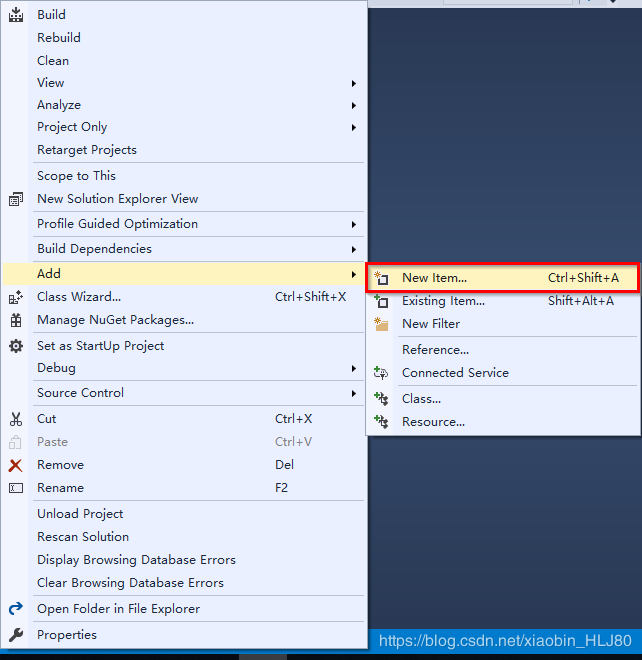 Build
Rebuild
Clean
View
Analyze
Project Only
Retarget Projects
Scope to This
New Solution Explorer View
Profile Guided Optimization
Build Dependencies
Add
Class Wizard... Ctrl+Shift+X
Manage NuGet Packages...
Set as StartUp Project
Debug
Source Control
Cut Ctrl+X
Paste Ctrl+V
Remove Del
Rename F2
Unload Project
Rescan Solution
Display Browsing Database Errors
Clear Browsing Database Errors
Open Folder in File Explorer
Properties
New Item... Ctrl+Shift+A
Existing Item... Shift+Alt+A
New Filter
Reference...
Connected Service
Class...
Resource...
https://blog.csdn.net/xiaobin_HLJ80